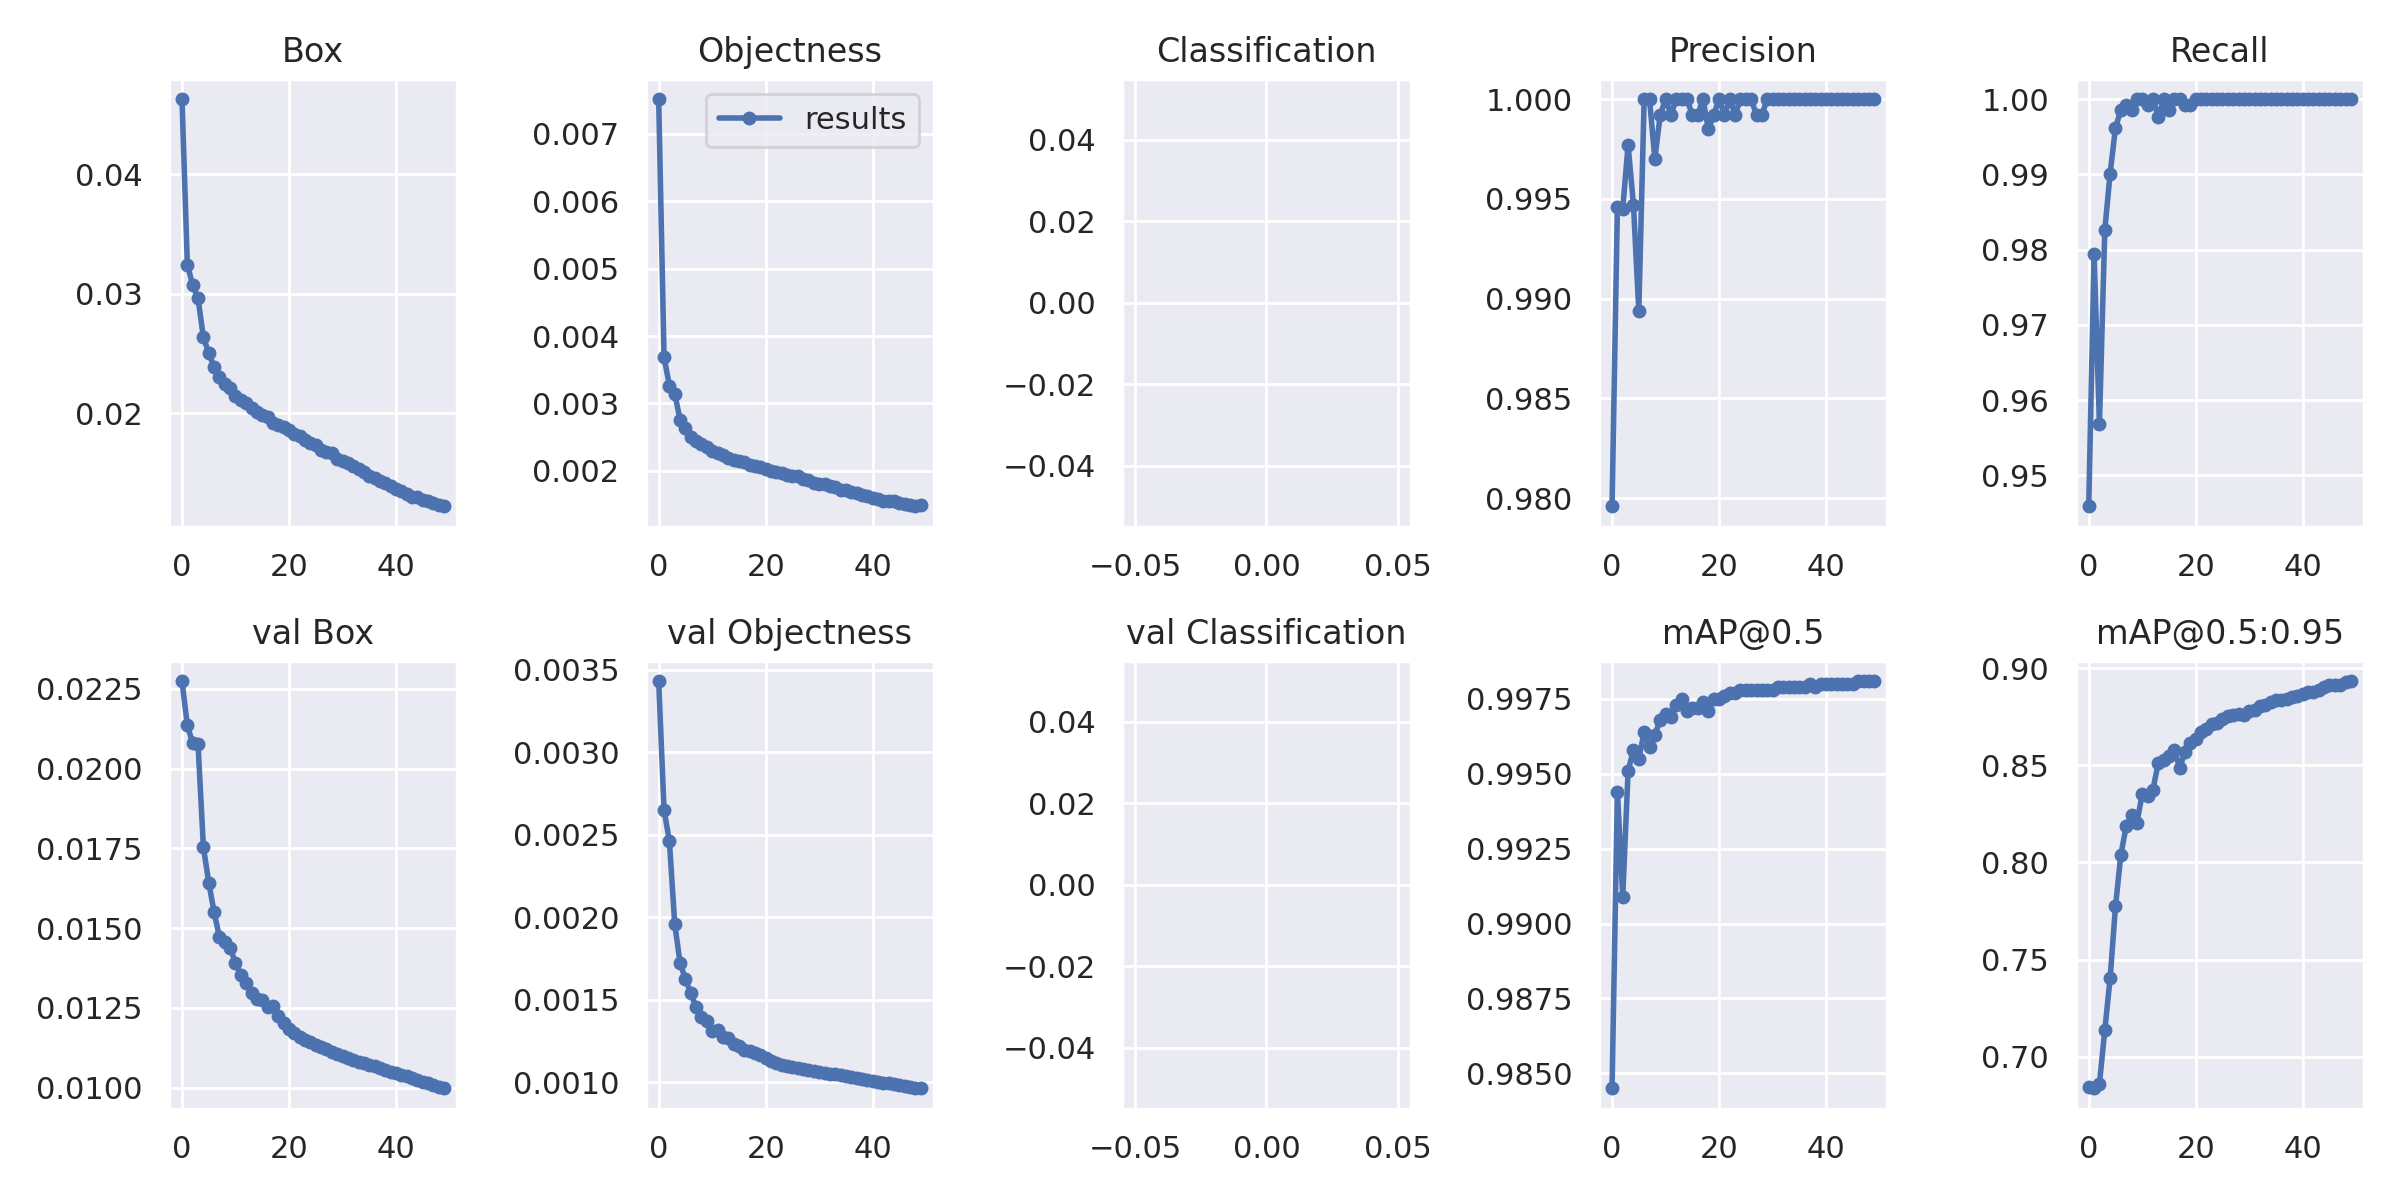 Box
Objectness
Classification
Precision
Recall
0.04
0.03
0.02
0 20 40
results
0.007
0.006
0.005
0.004
0.003
0.002
0 20 40
0.04
0.02
0.00
−0.02
−0.04
−0.05 0.00 0.05
1.000
0.995
0.990
0.985
0.980
0 20 40
1.00
0.99
0.98
0.97
0.96
0.95
0 20 40
val Box
val Objectness
val Classification
mAP@0.5
mAP@0.5:0.95
0.0225
0.0200
0.0175
0.0150
0.0125
0.0100
0 20 40
0.0035
0.0030
0.0025
0.0020
0.0015
0.0010
0 20 40
0.04
0.02
0.00
−0.02
−0.04
−0.05 0.00 0.05
0.9975
0.9950
0.9925
0.9900
0.9875
0.9850
0 20 40
0.90
0.85
0.80
0.75
0.70
0 20 40